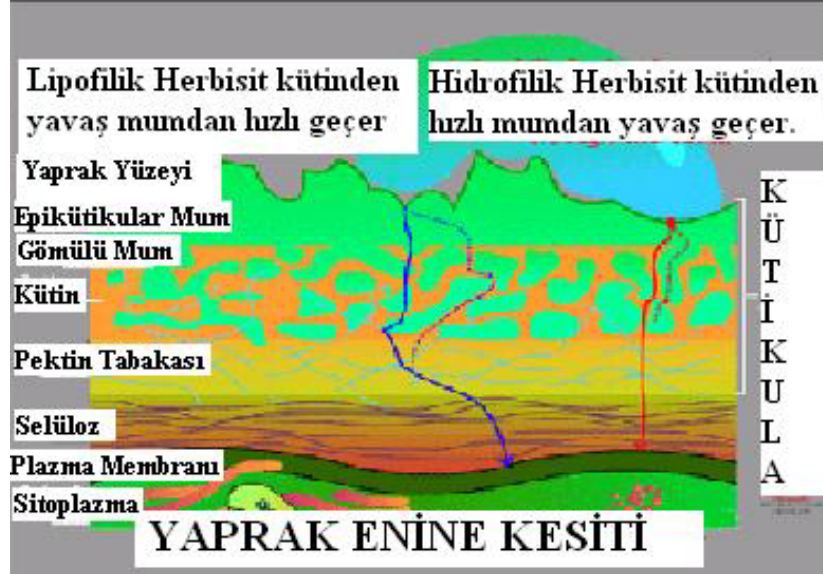 Lipofilik Herbisit kütinden
yavaş mumdan hızlı geçer
Hidrofilik Herbisit kütinden
hızlı mumdan yavaş geçer.
Yaprak Yüzeyi
Epikütikular Mum
Gömülü Mum
Kütin
Pektin Tabakası
Selüloz
Plazma Membranı
Sitoplazma
K
Ü
T
İ
K
U
L
A
YAPRAK ENİNE KESİTİ